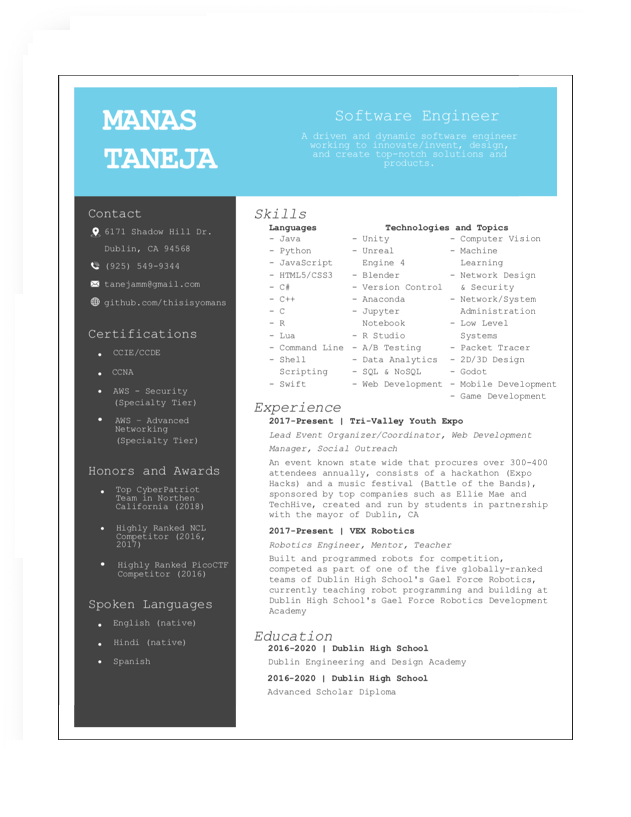 MANAS
TANEJA
Software Engineer
A driven and dynamic software engineer
working to innovate/invent, design,
and create top-notch solutions and
products.
Contact
6171 Shadow Hill Dr.
Dublin, CA 94568
(925) 549-9344
tanejamm@gmail.com
github.com/thisisyomans
Certifications
• CCIE/CCDE
• CCNA
• AWS - Security
(Specialty Tier)
• AWS – Advanced
Networking
(Specialty Tier)
Honors and Awards
• Top CyberPatriot
Team in Northen
California (2018)
• Highly Ranked NCL
Competitor (2016,
2017)
• Highly Ranked PicoCTF
Competitor (2016)
Spoken Languages
• English (native)
• Hindi (native)
• Spanish
Skills
Languages
- Java
- Python
- JavaScript
- HTML5/CSS3
- C#
- C++
- C
- R
- Lua
- Command Line
- Shell
Scripting
- Swift
Technologies and Topics
- Unity
- Unreal
Engine 4
- Blender
- Version Control
- Anaconda
- Jupyter
Notebook
- R Studio
- A/B Testing
- Data Analytics
- SQL & NoSQL
- Web Development
- Computer Vision
- Machine
Learning
- Network Design
& Security
- Network/System
Administration
- Low Level
Systems
- Packet Tracer
- 2D/3D Design
- Godot
- Mobile Development
- Game Development
Experience
2017-Present | Tri-Valley Youth Expo
Lead Event Organizer/Coordinator, Web Development
Manager, Social Outreach
An event known state wide that procures over 300-400
attendees annually, consists of a hackathon (Expo
Hacks) and a music festival (Battle of the Bands),
sponsored by top companies such as Ellie Mae and
TechHive, created and run by students in partnership
with the mayor of Dublin, CA
2017-Present | VEX Robotics
Robotics Engineer, Mentor, Teacher
Built and programmed robots for competition,
competed as part of one of the five globally-ranked
teams of Dublin High School's Gael Force Robotics,
currently teaching robot programming and building at
Dublin High School's Gael Force Robotics Development
Academy
Education
2016-2020 | Dublin High School
Dublin Engineering and Design Academy
2016-2020 | Dublin High School
Advanced Scholar Diploma